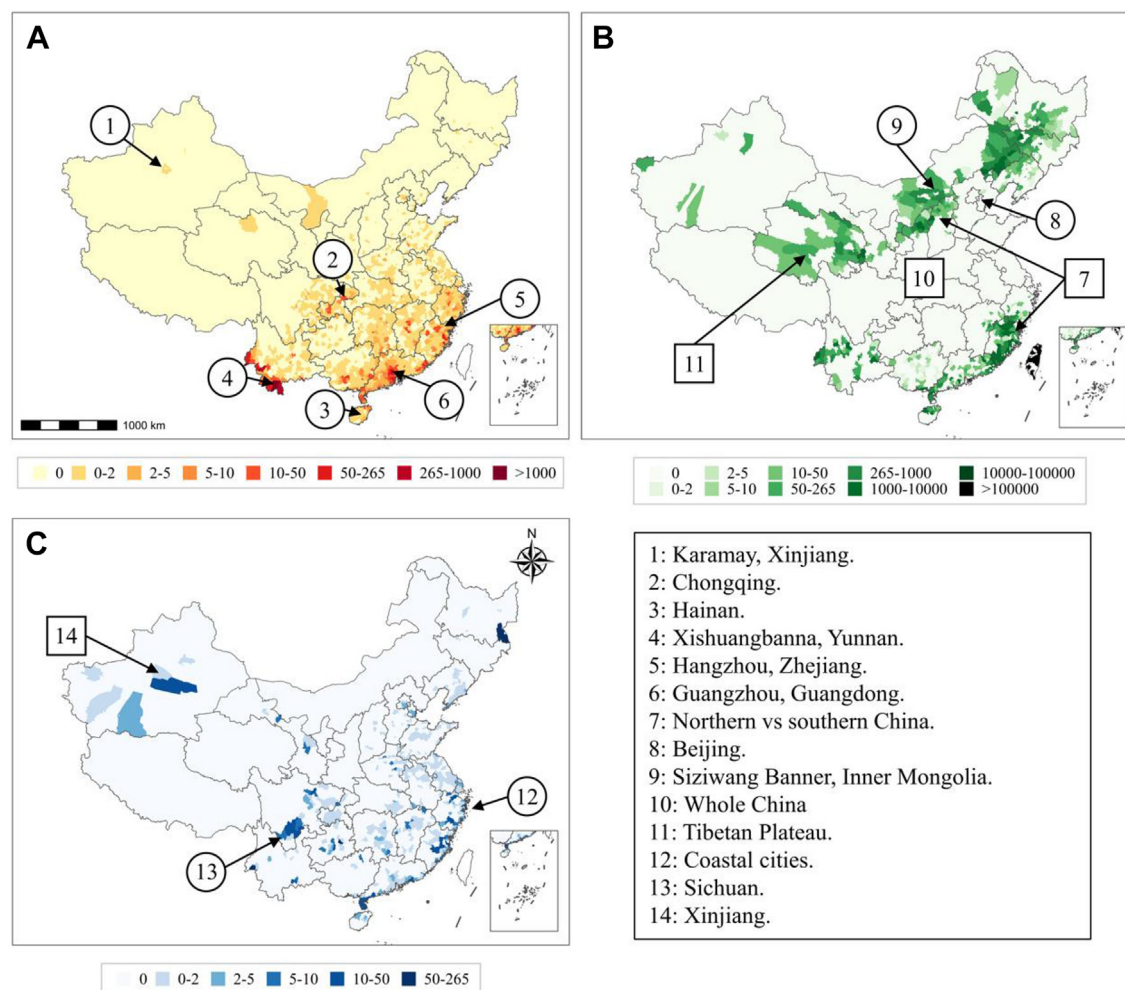 A
B
1
2
3
4
5
6
1000 km
7
8
9
10
11
0 0-2 2-5 5-10 10-50 50-265 265-1000 >1000
0 2-5 10-50 265-1000 10000-100000
0-2 5-10 50-265 1000-10000 >100000
C
N
14
12
13
0 0-2 2-5 5-10 10-50 50-265
1: Karamay, Xinjiang.
2: Chongqing.
3: Hainan.
4: Xishuangbanna, Yunnan.
5: Hangzhou, Zhejiang.
6: Guangzhou, Guangdong.
7: Northern vs southern China.
8: Beijing.
9: Siziwang Banner, Inner Mongolia.
10: Whole China
11: Tibetan Plateau.
12: Coastal cities.
13: Sichuan.
14: Xinjiang.